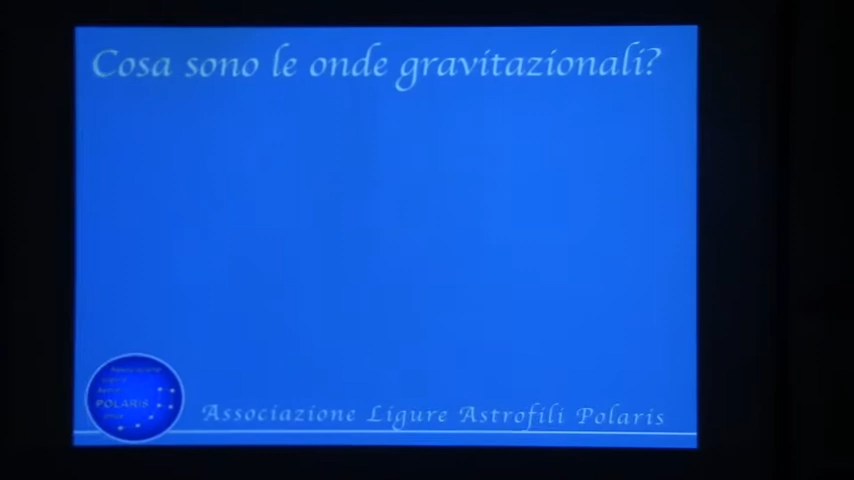 Cosa sono le onde gravitazionali?
POLARIS
Associazione Ligure Astrofili Polaris